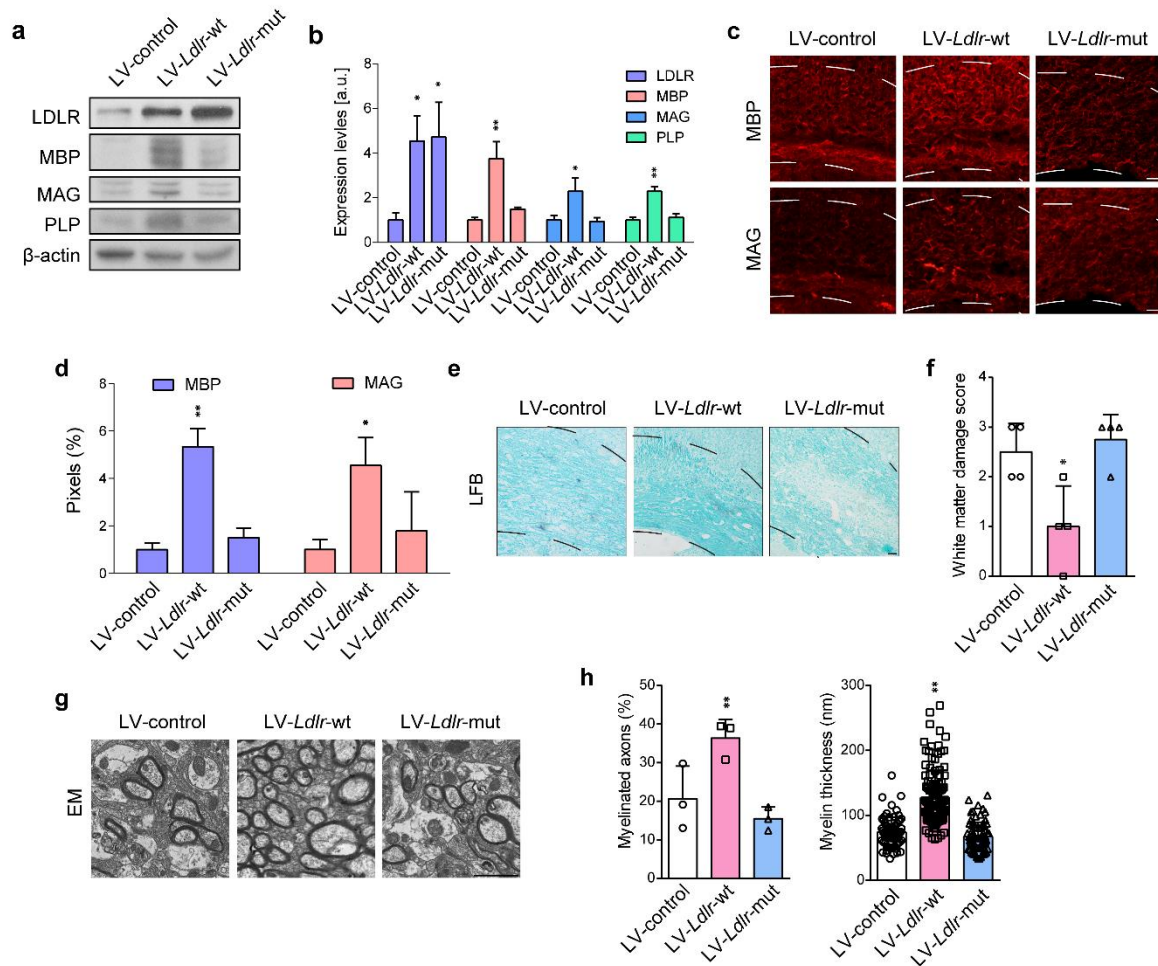 a
LV-control
LV-Ldlr-wt
LV-Ldlr-mut
LDLR
MBP
MAG
PLP
β-actin
b
Expression levles [a.u.]
8
6
4
2
0
*
*
**
*
**
LDLR
MBP
MAG
PLP
LV-control
LV-Ldlr-wt
LV-Ldlr-mut
LV-control
LV-Ldlr-wt
LV-Ldlr-mut
LV-control
LV-Ldlr-wt
LV-Ldlr-mut
LV-control
LV-Ldlr-wt
LV-Ldlr-mut
c
LV-control
LV-Ldlr-wt
LV-Ldlr-mut
MBP
MAG
d
MBP
MAG
Pixels (%)
8
6
4
2
0
**
*
LV-control
LV-Ldlr-wt
LV-Ldlr-mut
LV-control
LV-Ldlr-wt
LV-Ldlr-mut
e
LV-control
LV-Ldlr-wt
LV-Ldlr-mut
LFB
f
White matter damage score
4
3
2
1
0
*
LV-control
LV-Ldlr-wt
LV-Ldlr-mut
g
LV-control
LV-Ldlr-wt
LV-Ldlr-mut
EM
h
Myelinated axons (%)
50
40
30
20
10
0
**
LV-control
LV-Ldlr-wt
LV-Ldlr-mut
Myelin thickness (nm)
300
200
100
50
0
**
LV-control
LV-Ldlr-wt
LV-Ldlr-mut